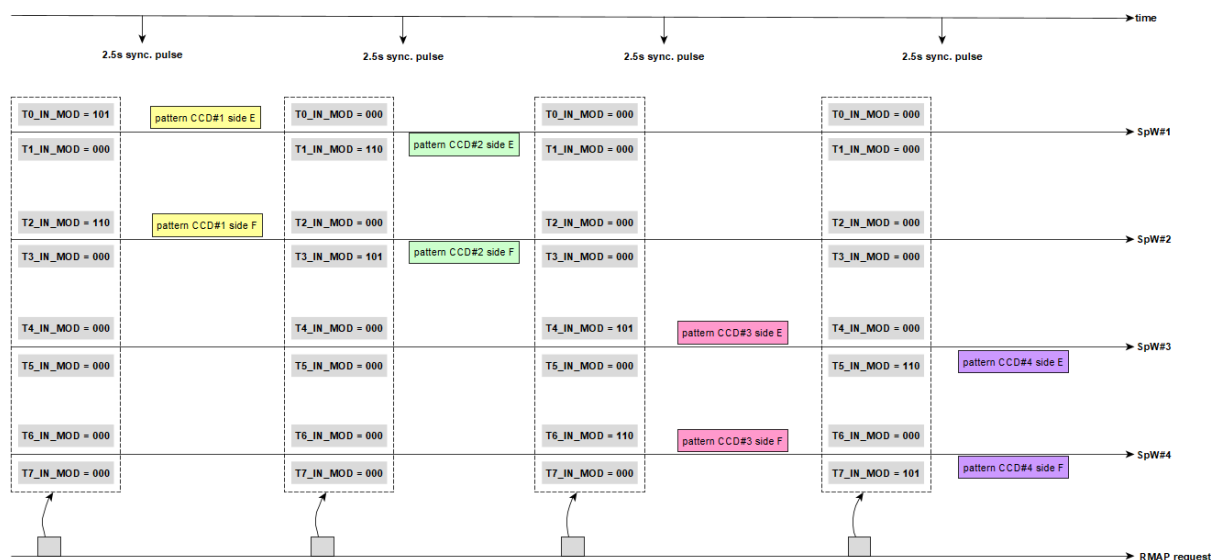 time
2.5s sync. pulse 2.5s sync. pulse 2.5s sync. pulse 2.5s sync. pulse
T0_IN_MOD = 101 pattern CCD#1 side E T0_IN_MOD = 000 T0_IN_MOD = 000 T0_IN_MOD = 000
SpW#1
T1_IN_MOD = 000 T1_IN_MOD = 110 pattern CCD#2 side E T1_IN_MOD = 000 T1_IN_MOD = 000
T2_IN_MOD = 110 pattern CCD#1 side F T2_IN_MOD = 000 T2_IN_MOD = 000 T2_IN_MOD = 000
SpW#2
T3_IN_MOD = 000 T3_IN_MOD = 101 pattern CCD#2 side F T3_IN_MOD = 000 T3_IN_MOD = 000
T4_IN_MOD = 000 T4_IN_MOD = 000 T4_IN_MOD = 101 pattern CCD#3 side E T4_IN_MOD = 000
SpW#3
T5_IN_MOD = 000 T5_IN_MOD = 000 T5_IN_MOD = 000 T5_IN_MOD = 110 pattern CCD#4 side E
T6_IN_MOD = 000 T6_IN_MOD = 000 T6_IN_MOD = 110 pattern CCD#3 side F T6_IN_MOD = 000
SpW#4
T7_IN_MOD = 000 T7_IN_MOD = 000 T7_IN_MOD = 000 T7_IN_MOD = 101 pattern CCD#4 side F
RMAP request